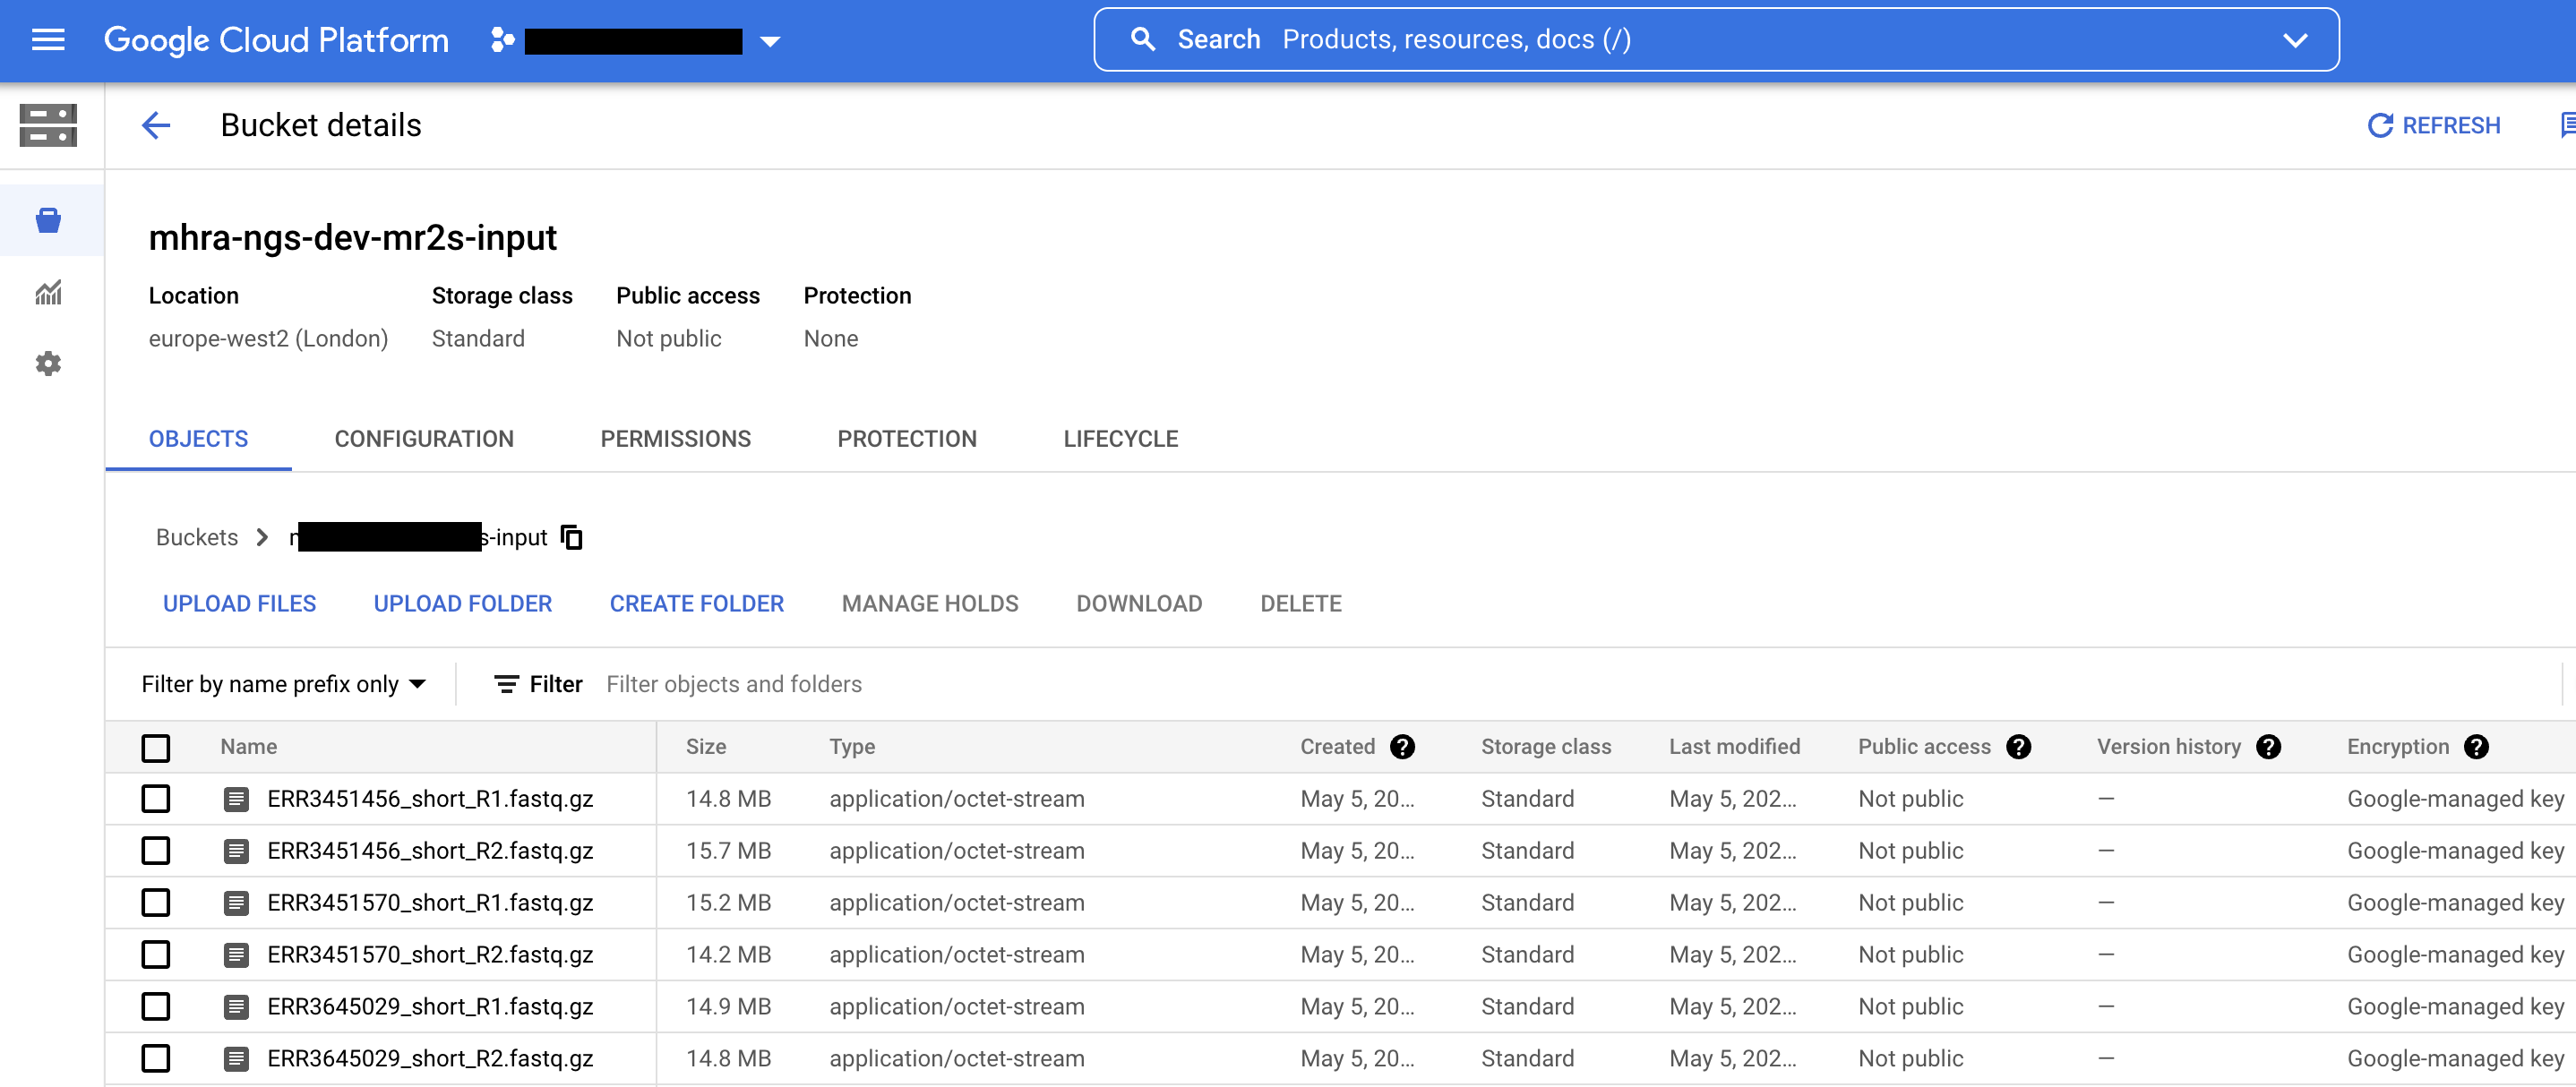 Google Cloud Platform
Search Products, resources, docs (/)
Bucket details
REFRESH
mhra-ngs-dev-mr2s-input
Location Storage class Public access Protection
europe-west2 (London) Standard Not public None
OBJECTS CONFIGURATION PERMISSIONS PROTECTION LIFECYCLE
Buckets s-input
UPLOAD FILES UPLOAD FOLDER CREATE FOLDER MANAGE HOLDS DOWNLOAD DELETE
Filter by name prefix only Filter Filter objects and folders
Name Size Type Created Storage class Last modified Public access Version history Encryption
ERR3451456_short_R1.fastq.gz 14.8 MB application/octet-stream May 5, 20... Standard May 5, 202... Not public — Google-managed key
ERR3451456_short_R2.fastq.gz 15.7 MB application/octet-stream May 5, 20... Standard May 5, 202... Not public — Google-managed key
ERR3451570_short_R1.fastq.gz 15.2 MB application/octet-stream May 5, 20... Standard May 5, 202... Not public — Google-managed key
ERR3451570_short_R2.fastq.gz 14.2 MB application/octet-stream May 5, 20... Standard May 5, 202... Not public — Google-managed key
ERR3645029_short_R1.fastq.gz 14.9 MB application/octet-stream May 5, 20... Standard May 5, 202... Not public — Google-managed key
ERR3645029_short_R2.fastq.gz 14.8 MB application/octet-stream May 5, 20... Standard May 5, 202... Not public — Google-managed key